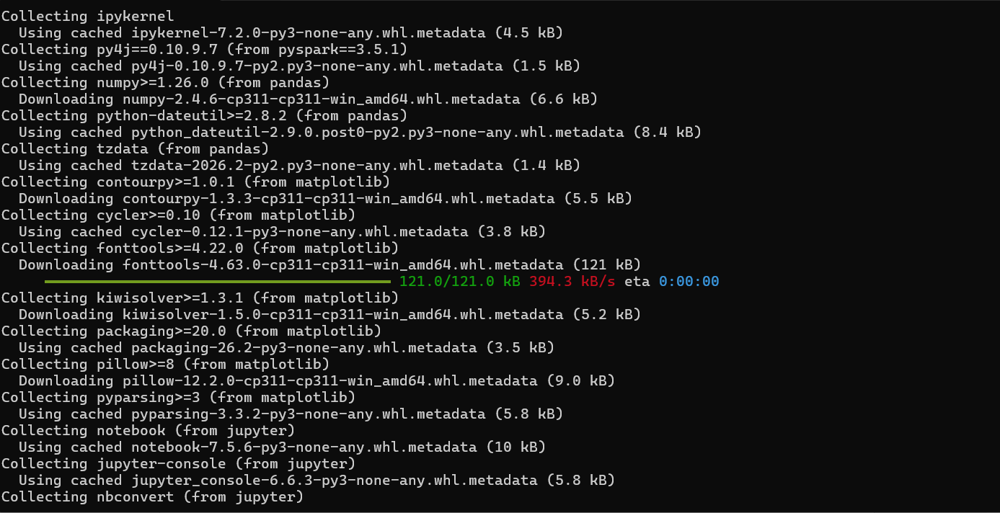 Collecting ipykernel
  Using cached ipykernel-7.2.0-py3-none-any.whl.metadata (4.5 kB)
Collecting py4j==0.10.9.7 (from pyspark==3.5.1)
  Using cached py4j-0.10.9.7-py2.py3-none-any.whl.metadata (1.5 kB)
Collecting numpy>=1.26.0 (from pandas)
  Downloading numpy-2.4.6-cp311-cp311-win_amd64.whl.metadata (6.6 kB)
Collecting python-dateutil>=2.8.2 (from pandas)
  Using cached python_dateutil-2.9.0.post0-py2.py3-none-any.whl.metadata (8.4 kB)
Collecting tzdata (from pandas)
  Using cached tzdata-2026.2-py2.py3-none-any.whl.metadata (1.4 kB)
Collecting contourpy>=1.0.1 (from matplotlib)
  Downloading contourpy-1.3.3-cp311-cp311-win_amd64.whl.metadata (5.5 kB)
Collecting cycler>=0.10 (from matplotlib)
  Using cached cycler-0.12.1-py3-none-any.whl.metadata (3.8 kB)
Collecting fonttools>=4.22.0 (from matplotlib)
  Downloading fonttools-4.63.0-cp311-cp311-win_amd64.whl.metadata (121 kB)
     121.0/121.0 kB 394.3 kB/s eta 0:00:00
Collecting kiwisolver>=1.3.1 (from matplotlib)
  Downloading kiwisolver-1.5.0-cp311-cp311-win_amd64.whl.metadata (5.2 kB)
Collecting packaging>=20.0 (from matplotlib)
  Using cached packaging-26.2-py3-none-any.whl.metadata (3.5 kB)
Collecting pillow>=8 (from matplotlib)
  Downloading pillow-12.2.0-cp311-cp311-win_amd64.whl.metadata (9.0 kB)
Collecting pyparsing>=3 (from matplotlib)
  Using cached pyparsing-3.3.2-py3-none-any.whl.metadata (5.8 kB)
Collecting notebook (from jupyter)
  Using cached notebook-7.5.6-py3-none-any.whl.metadata (10 kB)
Collecting jupyter-console (from jupyter)
  Using cached jupyter_console-6.6.3-py3-none-any.whl.metadata (5.8 kB)
Collecting nbconvert (from jupyter)